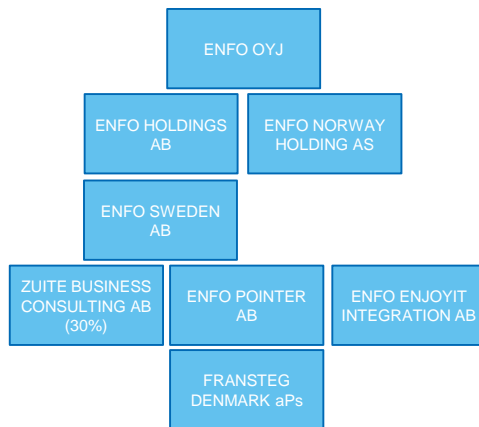 ENFO OYJ
ENFO HOLDINGS
AB
ENFO NORWAY
HOLDING AS
ENFO SWEDEN
AB
ZUITE BUSINESS
CONSULTING AB
(30%)
ENFO POINTER
AB
ENFO ENJOYIT
INTEGRATION AB
FRANSTEG
DENMARK aPs